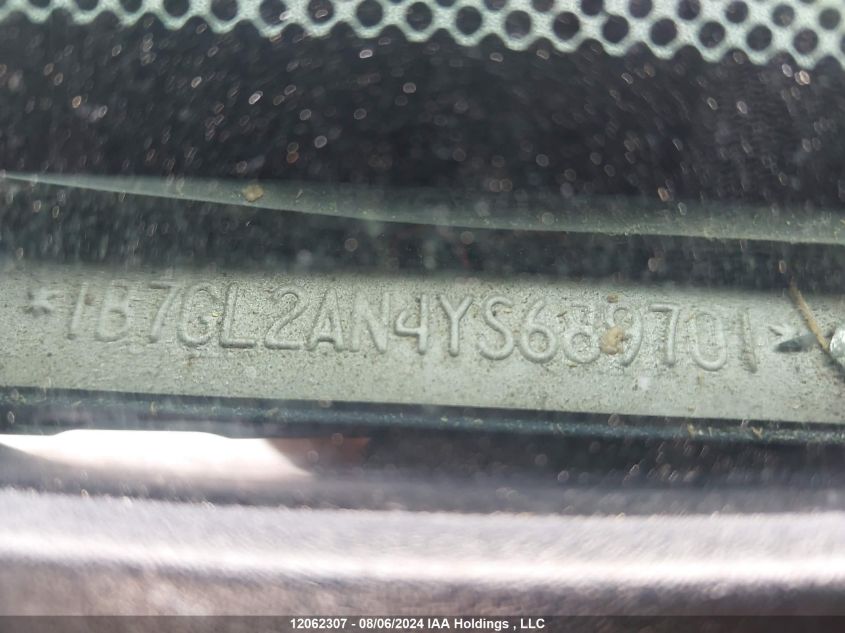 *1B7GL2AN4YS689701*
12062307 - 08/06/2024 IAA Holdings , LLC